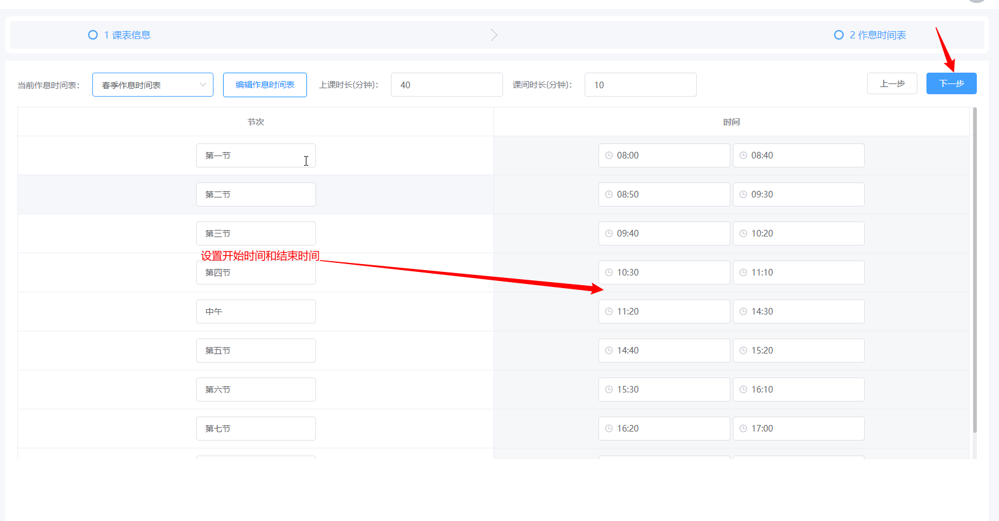 1 课表信息
2 作息时间表
当前作息时间表：
春季作息时间表
编辑作息时间表
上课时长(分钟)：
40
课间时长(分钟)：
10
上一步
下一步
节次
时间
第一节
08:00
08:40
第二节
08:50
09:30
第三节
09:40
10:20
设置开始时间和结束时间
第四节
10:30
11:10
中午
11:20
14:30
第五节
14:40
15:20
第六节
15:30
16:10
第七节
16:20
17:00